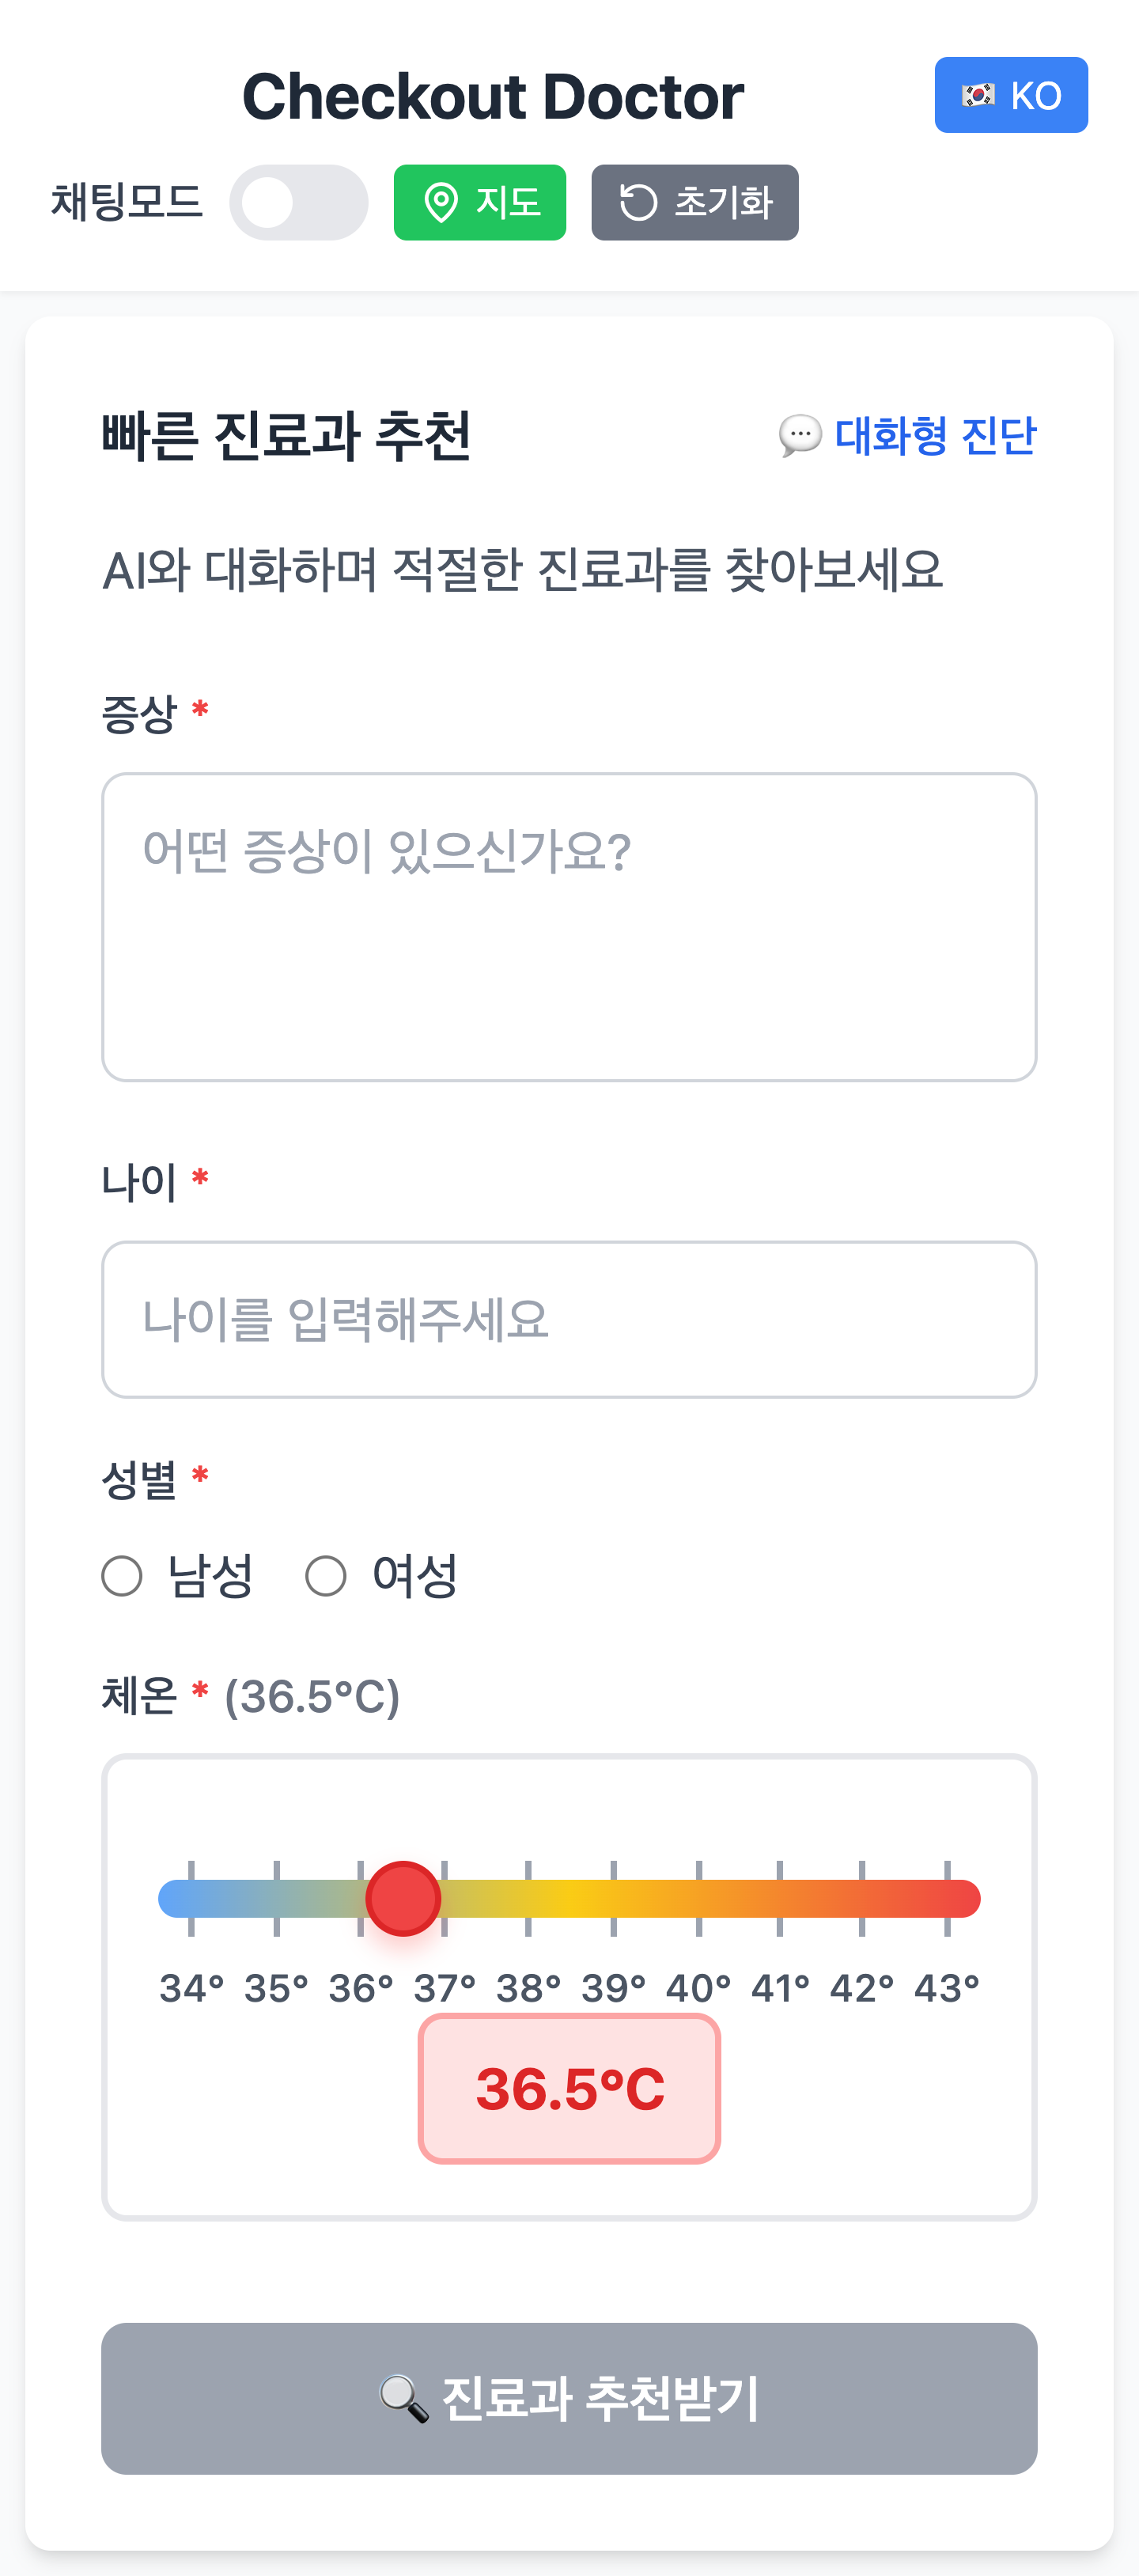 Checkout Doctor
🇰🇷 KO
채팅모드
지도
초기화
빠른 진료과 추천
💬 대화형 진단
AI와 대화하며 적절한 진료과를 찾아보세요
증상 *
어떤 증상이 있으신가요?
나이 *
나이를 입력해주세요
성별 *
남성 여성
체온 * (36.5°C)
34° 35° 36° 37° 38° 39° 40° 41° 42° 43°
36.5°C
🔍 진료과 추천받기